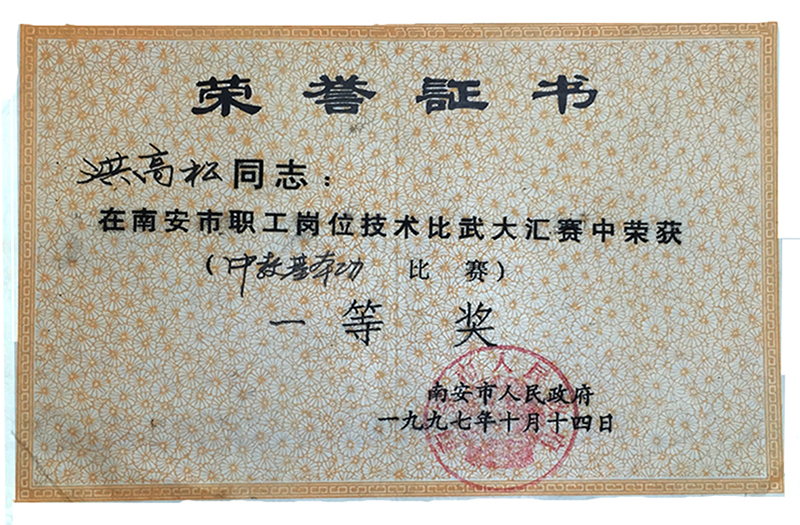 荣誉証书
洪高松同志：
在南安市职工岗位技术比武大汇赛中荣获
（中教基本功 比赛）
一等奖
南安市人民政府
一九九七年十月十四日